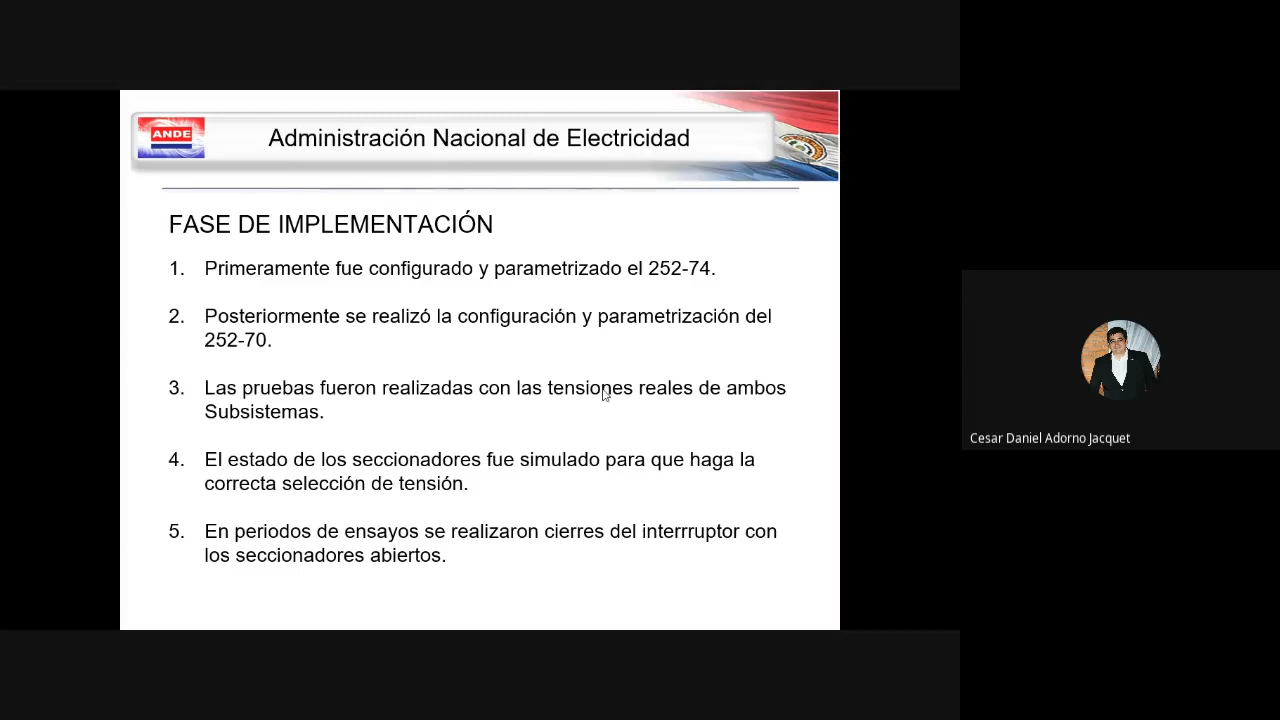 ANDE
Administración Nacional de Electricidad
FASE DE IMPLEMENTACIÓN
1. Primeramente fue configurado y parametrizado el 252-74.
2. Posteriormente se realizó la configuración y parametrización del
252-70.
3. Las pruebas fueron realizadas con las tensiones reales de ambos
Subsistemas.
4. El estado de los seccionadores fue simulado para que haga la
correcta selección de tensión.
5. En periodos de ensayos se realizaron cierres del interrruptor con
los seccionadores abiertos.
Cesar Daniel Adorno Jacquet